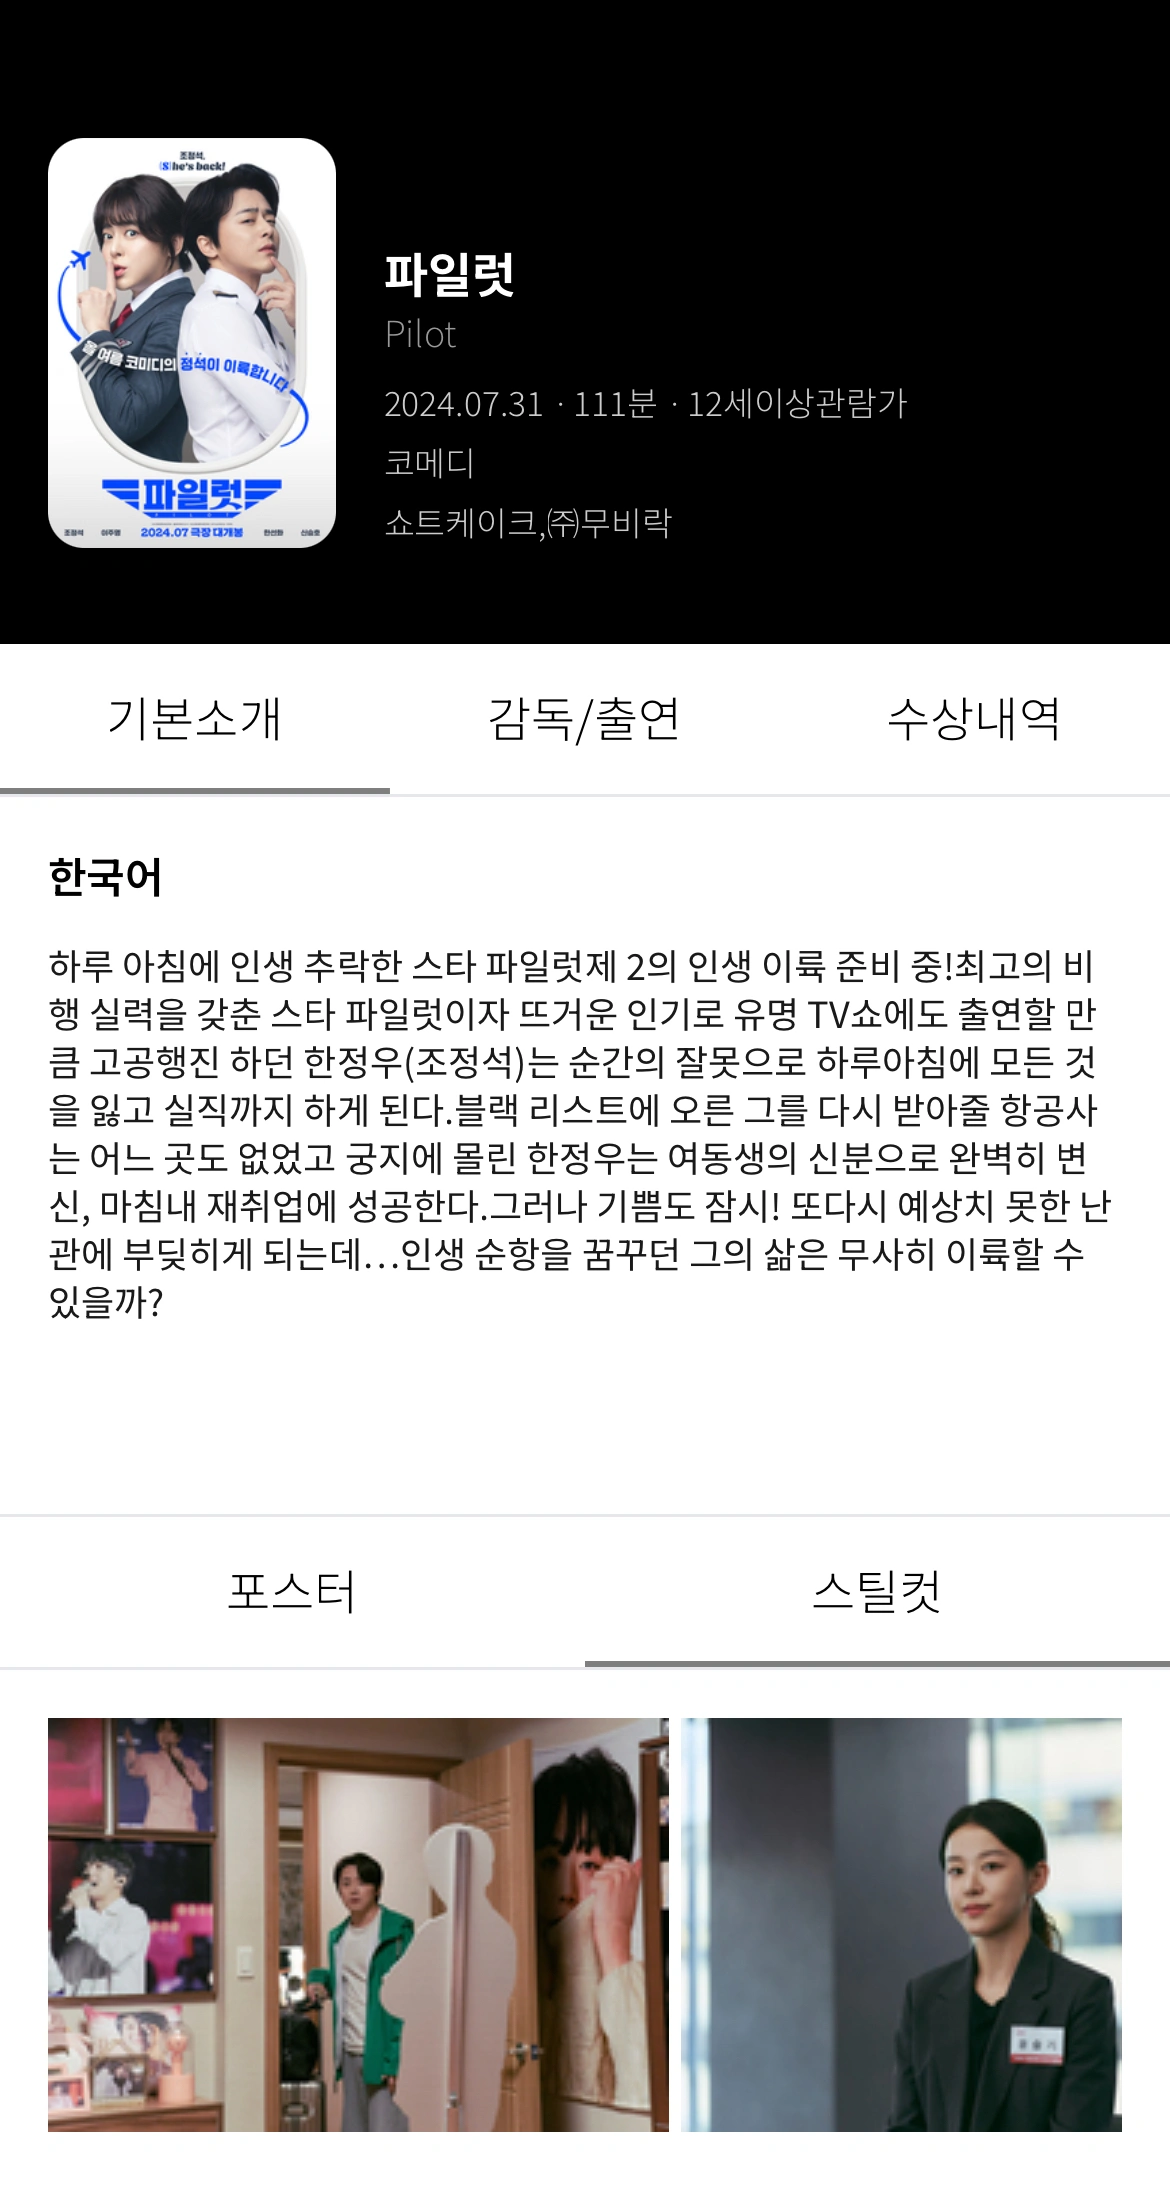 조정석,
(S)he's back!
올 여름 코미디의 정석이 이륙합니다
파일럿
조정석 이주명 2024.07 극장 대개봉 한선화 신승호
파일럿
Pilot
2024.07.31 · 111분 · 12세이상관람가
코메디
쇼트케이크,㈜무비락
기본소개 감독/출연 수상내역
한국어
하루 아침에 인생 추락한 스타 파일럿제 2의 인생 이륙 준비 중!최고의 비
행 실력을 갖춘 스타 파일럿이자 뜨거운 인기로 유명 TV쇼에도 출연할 만
큼 고공행진 하던 한정우(조정석)는 순간의 잘못으로 하루아침에 모든 것
을 잃고 실직까지 하게 된다.블랙 리스트에 오른 그를 다시 받아줄 항공사
는 어느 곳도 없었고 궁지에 몰린 한정우는 여동생의 신분으로 완벽히 변
신, 마침내 재취업에 성공한다.그러나 기쁨도 잠시! 또다시 예상치 못한 난
관에 부딪히게 되는데…인생 순항을 꿈꾸던 그의 삶은 무사히 이륙할 수
있을까?
포스터 스틸컷